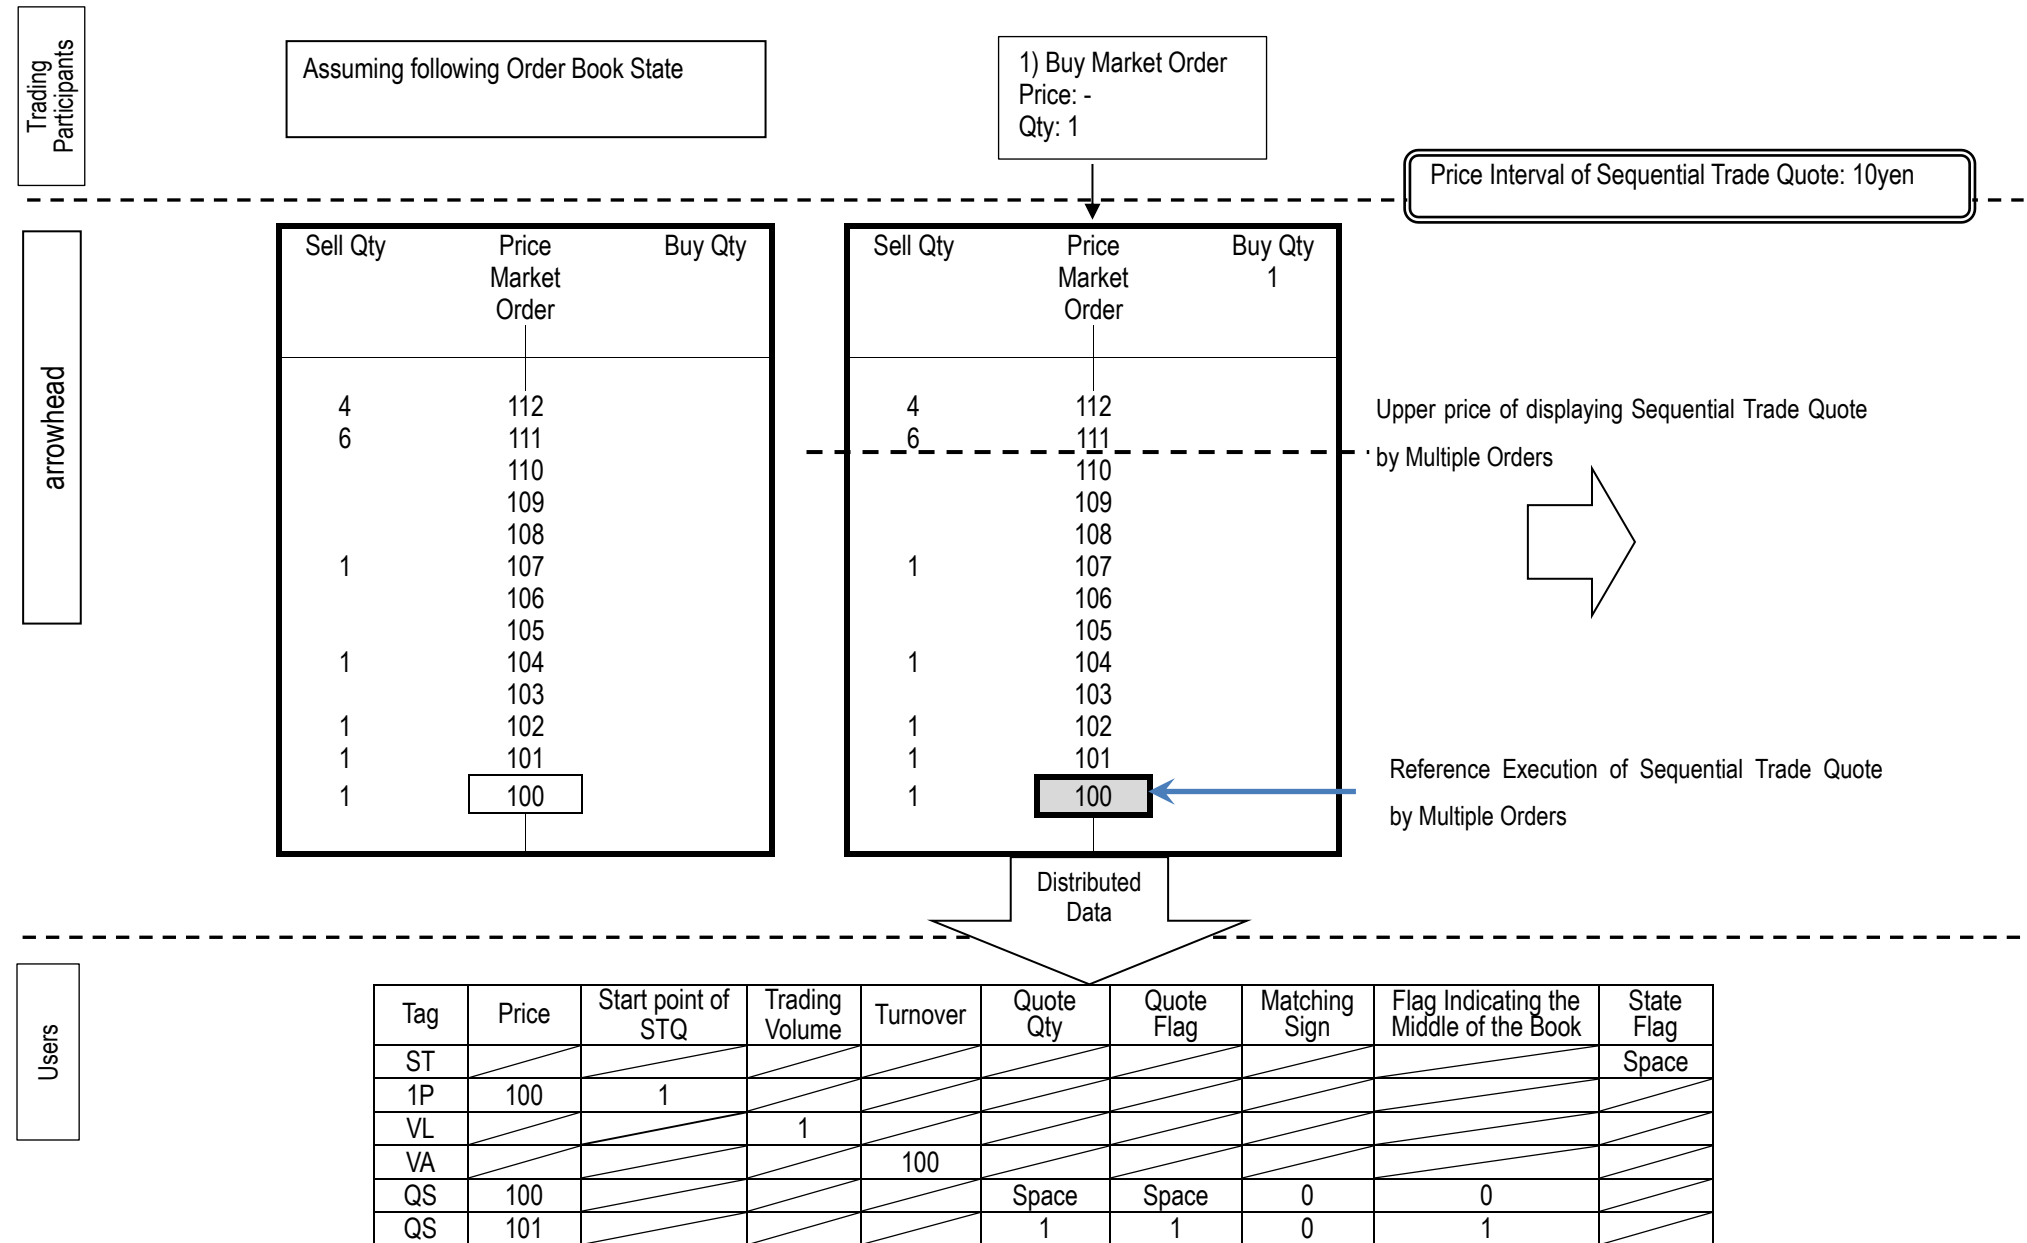 Trading
Participants
Assuming following Order Book State
1) Buy Market Order
Price: -
Qty: 1
Price Interval of Sequential Trade Quote: 10yen
arrowhead
Sell Qty Price Buy Qty
Market
Order
4 112
6 111
110
109
108
1 107
106
105
1 104
103
1 102
1 101
1 100
Sell Qty Price Buy Qty
Market 1
Order
4 112
6 111
110
109
108
1 107
106
105
1 104
103
1 102
1 101
1 100
Upper price of displaying Sequential Trade Quote
by Multiple Orders
Reference Execution of Sequential Trade Quote
by Multiple Orders
Distributed
Data
Users
Tag Price Start point of STQ Trading Volume Turnover Quote Qty Quote Flag Matching Sign Flag Indicating the Middle of the Book State Flag
ST Space
1P 100 1
VL 1
VA 100
QS 100 Space Space 0 0
QS 101 1 1 0 1